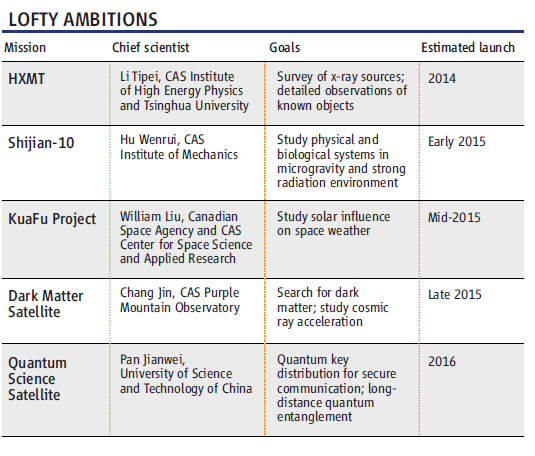 LOFTY AMBITIONS
Mission Chief scientist Goals Estimated launch
HXMT Li Tipei, CAS Institute Survey of x-ray sources; 2014
of High Energy Physics detailed observations of
and Tsinghua University known objects
Shijian-10 Hu Wenrui, CAS Study physical and Early 2015
Institute of Mechanics biological systems in
microgravity and strong
radiation environment
KuaFu Project William Liu, Canadian Study solar influence Mid-2015
Space Agency and CAS on space weather
Center for Space Science
and Applied Research
Dark Matter Chang Jin, CAS Purple Search for dark Late 2015
Satellite Mountain Observatory matter; study cosmic
ray acceleration
Quantum Pan Jianwei, Quantum key 2016
Science University of Science distribution for secure
Satellite and Technology of China communication; long-
distance quantum
entanglement